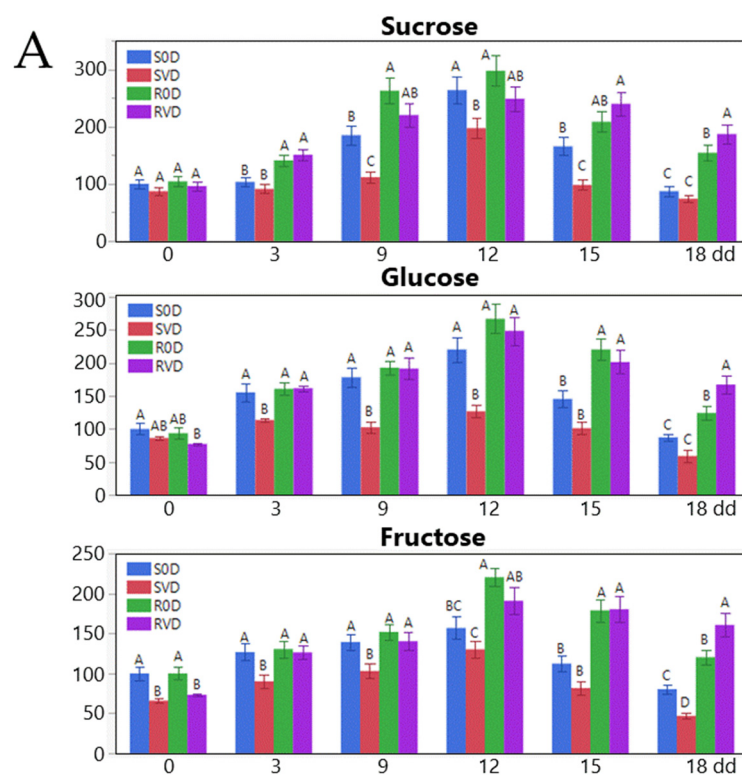 A
Sucrose
S0D
SVD
R0D
RVD
300
200
100
0
A A A A
B B A A
B C A AB
A B A AB
B C AB A
C C B A
0 3 9 12 15 18 dd
Glucose
S0D
SVD
R0D
RVD
300
250
200
150
100
50
0
A AB AB B
A B A A
A B A A
A B A A
B B A A
C C B A
0 3 9 12 15 18 dd
Fructose
S0D
SVD
R0D
RVD
250
200
150
100
50
0
A B A B
A B A A
A B A A
BC C A AB
B B A A
C D B A
0 3 9 12 15 18 dd